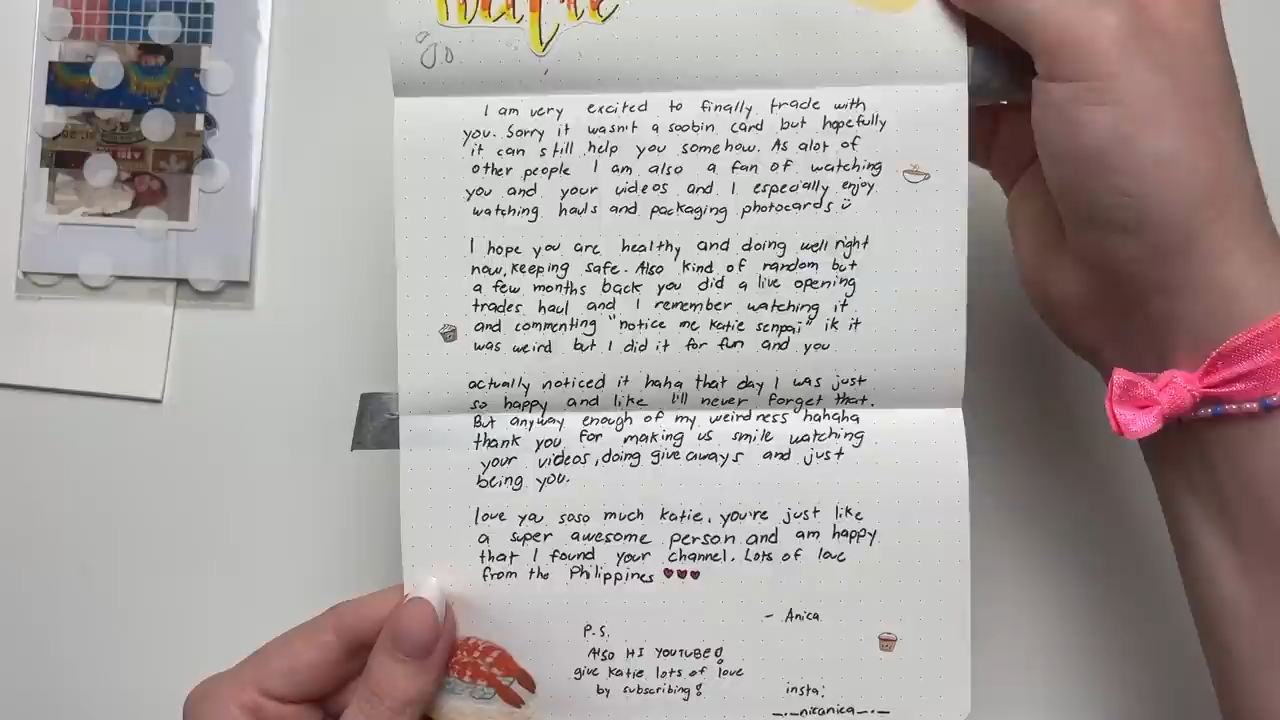 I am very excited to finally trade with
you. Sorry it wasn't a soobin card but hopefully
it can still help you somehow. As alot of
other people I am also a fan of watching
you and your videos and I especially enjoy
watching hauls and packaging photocards
I hope you are healthy and doing well right
now, keeping safe. Also kind of random but
a few months back you did a live opening
trades haul and I remember watching it
and commenting "notice me katie senpai" ik it
was weird but I did it for fun and you
actually noticed it haha that day I was just
so happy and like I'll never forget that.
But anyway enough of my weirdness hahaha
thank you for making us smile watching
your videos, doing giveaways and just
being you.
love you soso much katie, you're just like
a super awesome person and am happy
that I found your channel. Lots of love
from the Philippines
- Anica
P.S.
Also HI YOUTUBE!
give Katie lots of love
by subscribing!
insta:
_._nicanica_._